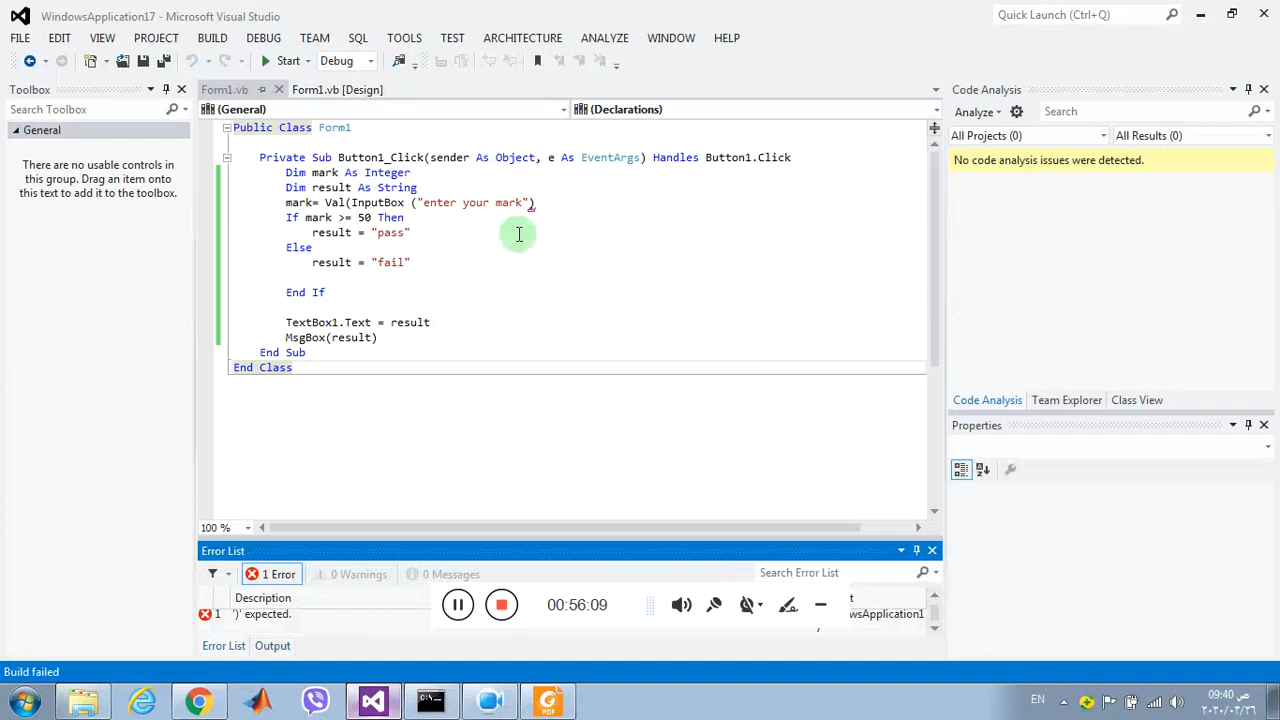 WindowsApplication17 - Microsoft Visual Studio
Quick Launch (Ctrl+Q)
FILE EDIT VIEW PROJECT BUILD DEBUG TEAM SQL TOOLS TEST ARCHITECTURE ANALYZE WINDOW HELP
Start Debug
Toolbox
Search Toolbox
General
There are no usable controls in
this group. Drag an item onto
this text to add it to the toolbox.
Form1.vb Form1.vb [Design]
(General) (Declarations)
Public Class Form1
Private Sub Button1_Click(sender As Object, e As EventArgs) Handles Button1.Click
Dim mark As Integer
Dim result As String
mark= Val(InputBox ("enter your mark")
If mark >= 50 Then
result = "pass"
Else
result = "fail"
End If
TextBox1.Text = result
MsgBox(result)
End Sub
End Class
100 %
Code Analysis
Analyze Search
All Projects (0) All Results (0)
No code analysis issues were detected.
Code Analysis Team Explorer Class View
Properties
Error List
1 Error 0 Warnings 0 Messages Search Error List
Description
1 ')' expected.
00:56:09
Error List Output
Build failed
EN
09:40 ص
٢٠٢٠/٠٣/٢٦